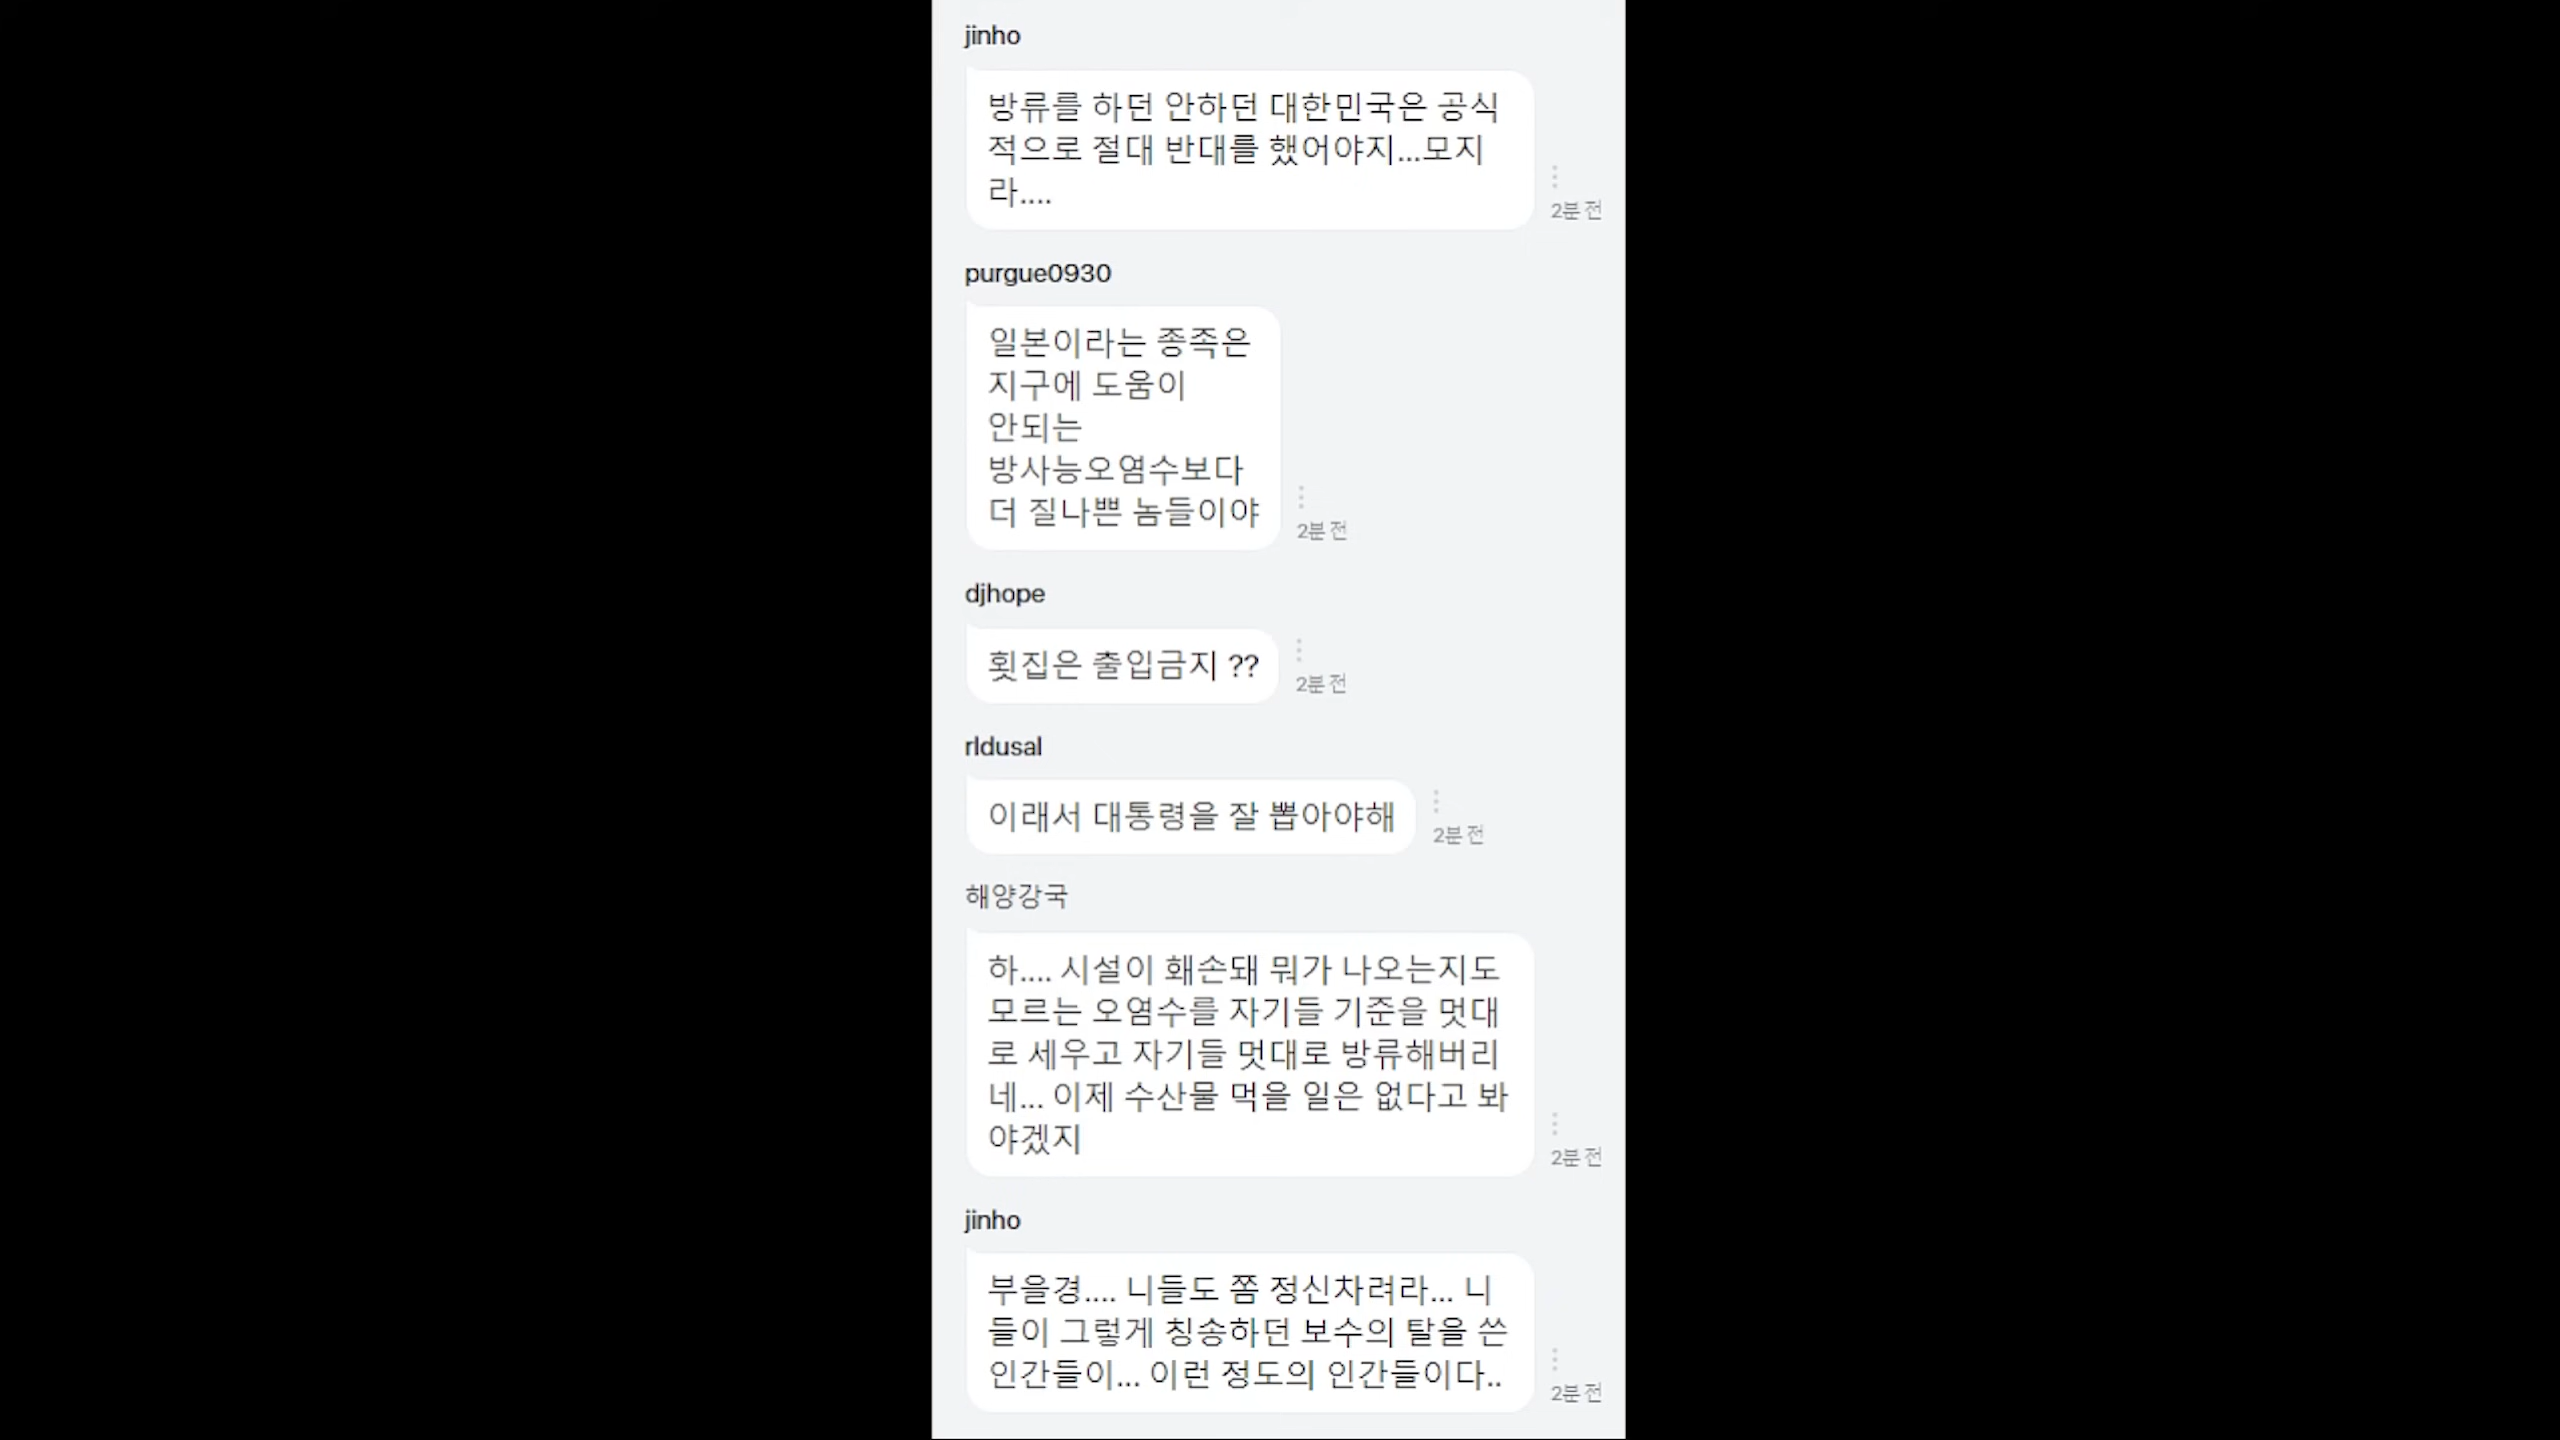 jinho
방류를 하던 안하던 대한민국은 공식
적으로 절대 반대를 했어야지...모지
라....
2분 전
purgue0930
일본이라는 종족은
지구에 도움이
안되는
방사능오염수보다
더 질나쁜 놈들이야
2분 전
djhope
횟집은 출입금지 ??
2분 전
rldusal
이래서 대통령을 잘 뽑아야해
2분 전
해양강국
하.... 시설이 홰손돼 뭐가 나오는지도
모르는 오염수를 자기들 기준을 멋대
로 세우고 자기들 멋대로 방류해버리
네... 이제 수산물 먹을 일은 없다고 봐
야겠지
2분 전
jinho
부을경.... 니들도 쫌 정신차려라... 니
들이 그렇게 칭송하던 보수의 탈을 쓴
인간들이... 이런 정도의 인간들이다..
2분 전